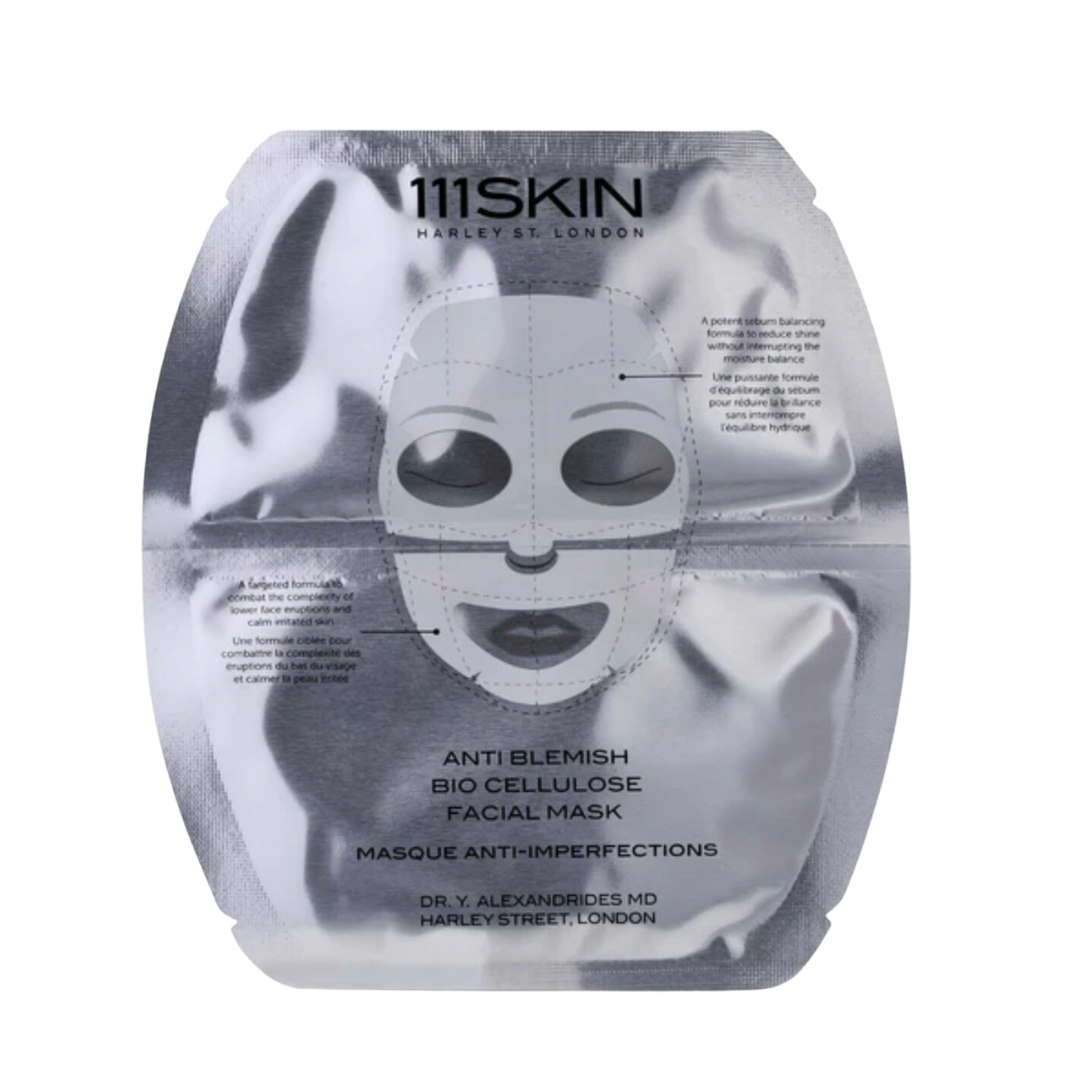 111SKIN
HARLEY ST. LONDON
A potent sebum balancing
formula to reduce shine
without interrupting the
moisture balance
Une puissante formule
d'équilibrage du sébum
pour réduire la brillance
sans interrompre
l'équilibre hydrique
A targeted formula to
combat the complexity of
lower face eruptions and
calm irritated skin
Une formule ciblée pour
combattre la complexité des
éruptions du bas du visage
et calmer la peau irritée
ANTI BLEMISH
BIO CELLULOSE
FACIAL MASK
MASQUE ANTI-IMPERFECTIONS
DR. Y. ALEXANDRIDES MD
HARLEY STREET, LONDON